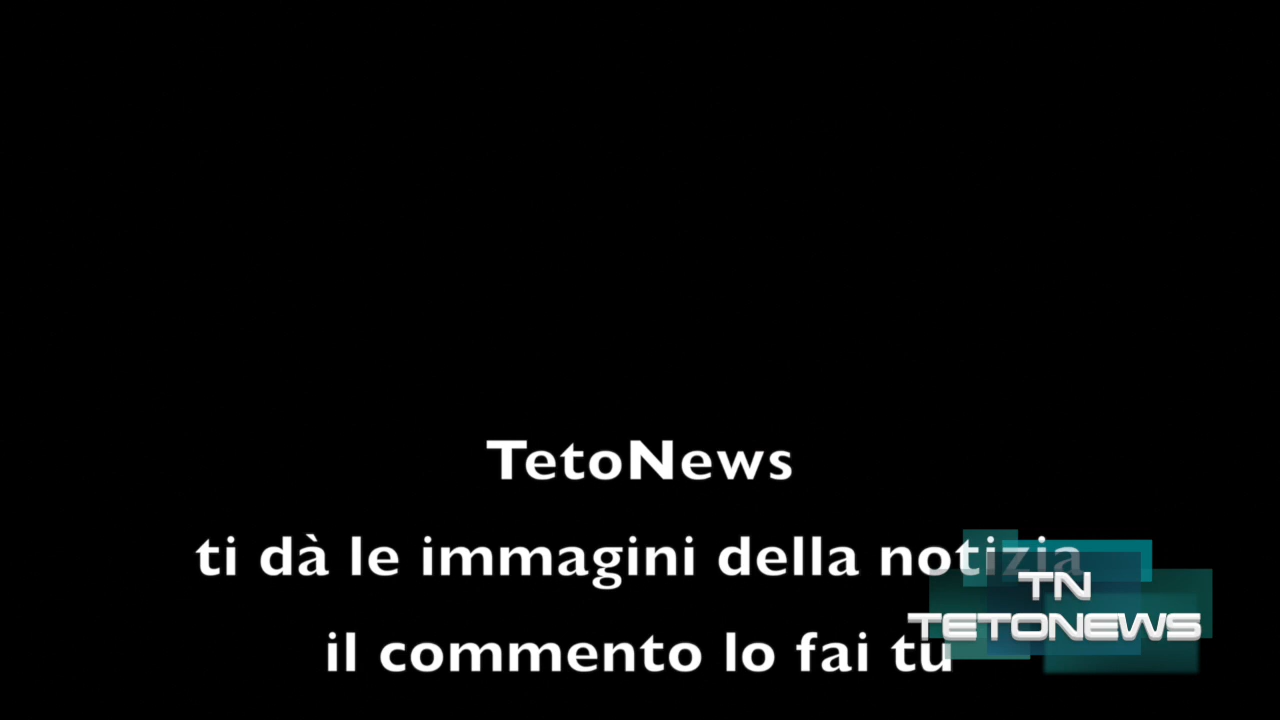 TetoNews
ti dà le immagini della notizia
il commento lo fai tu
TN
TETONEWS